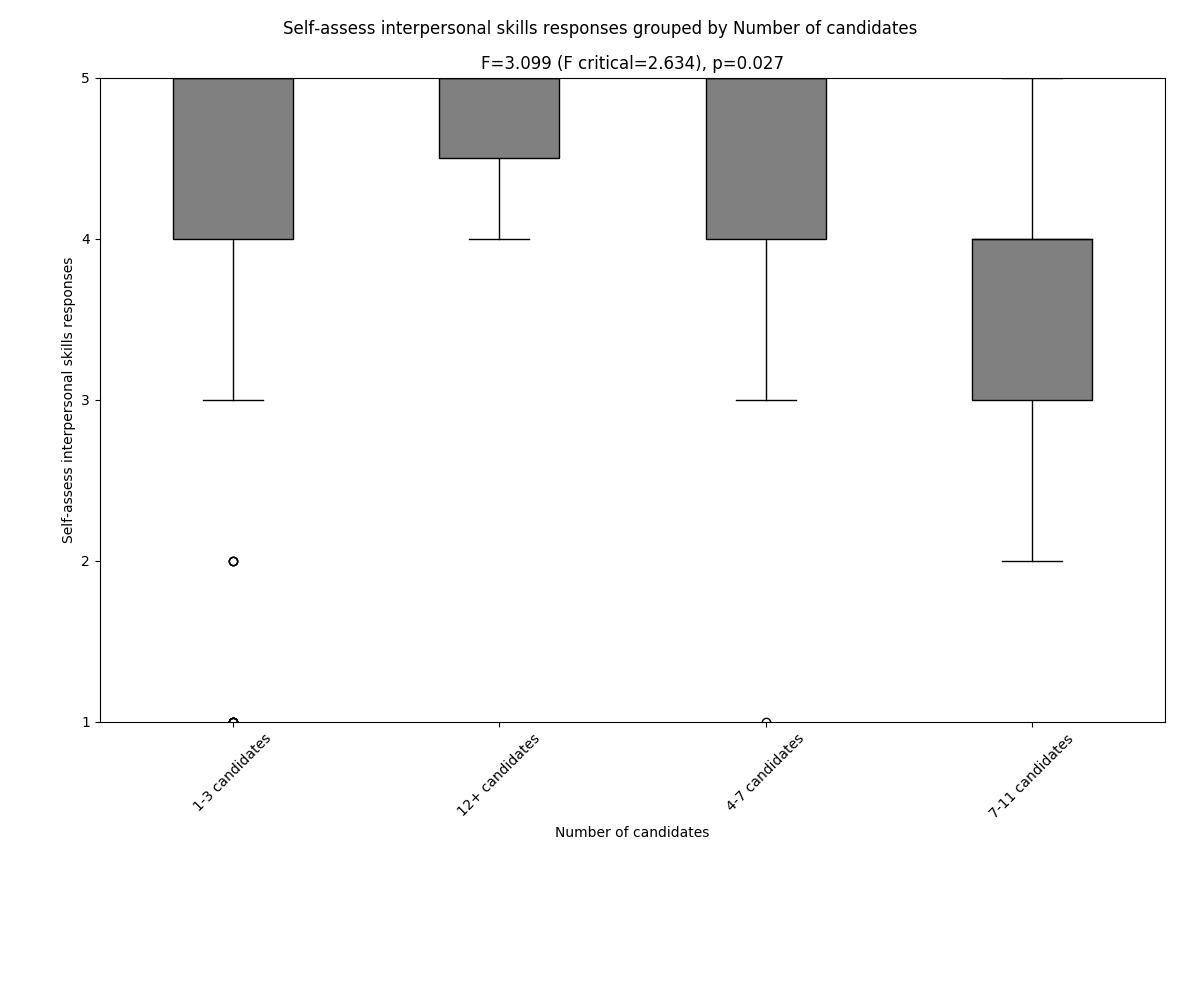 Self-assess interpersonal skills responses grouped by Number of candidates
F=3.099 (F critical=2.634), p=0.027
Self-assess interpersonal skills responses
5
4
3
2
1
1-3 candidates
12+ candidates
4-7 candidates
7-11 candidates
Number of candidates